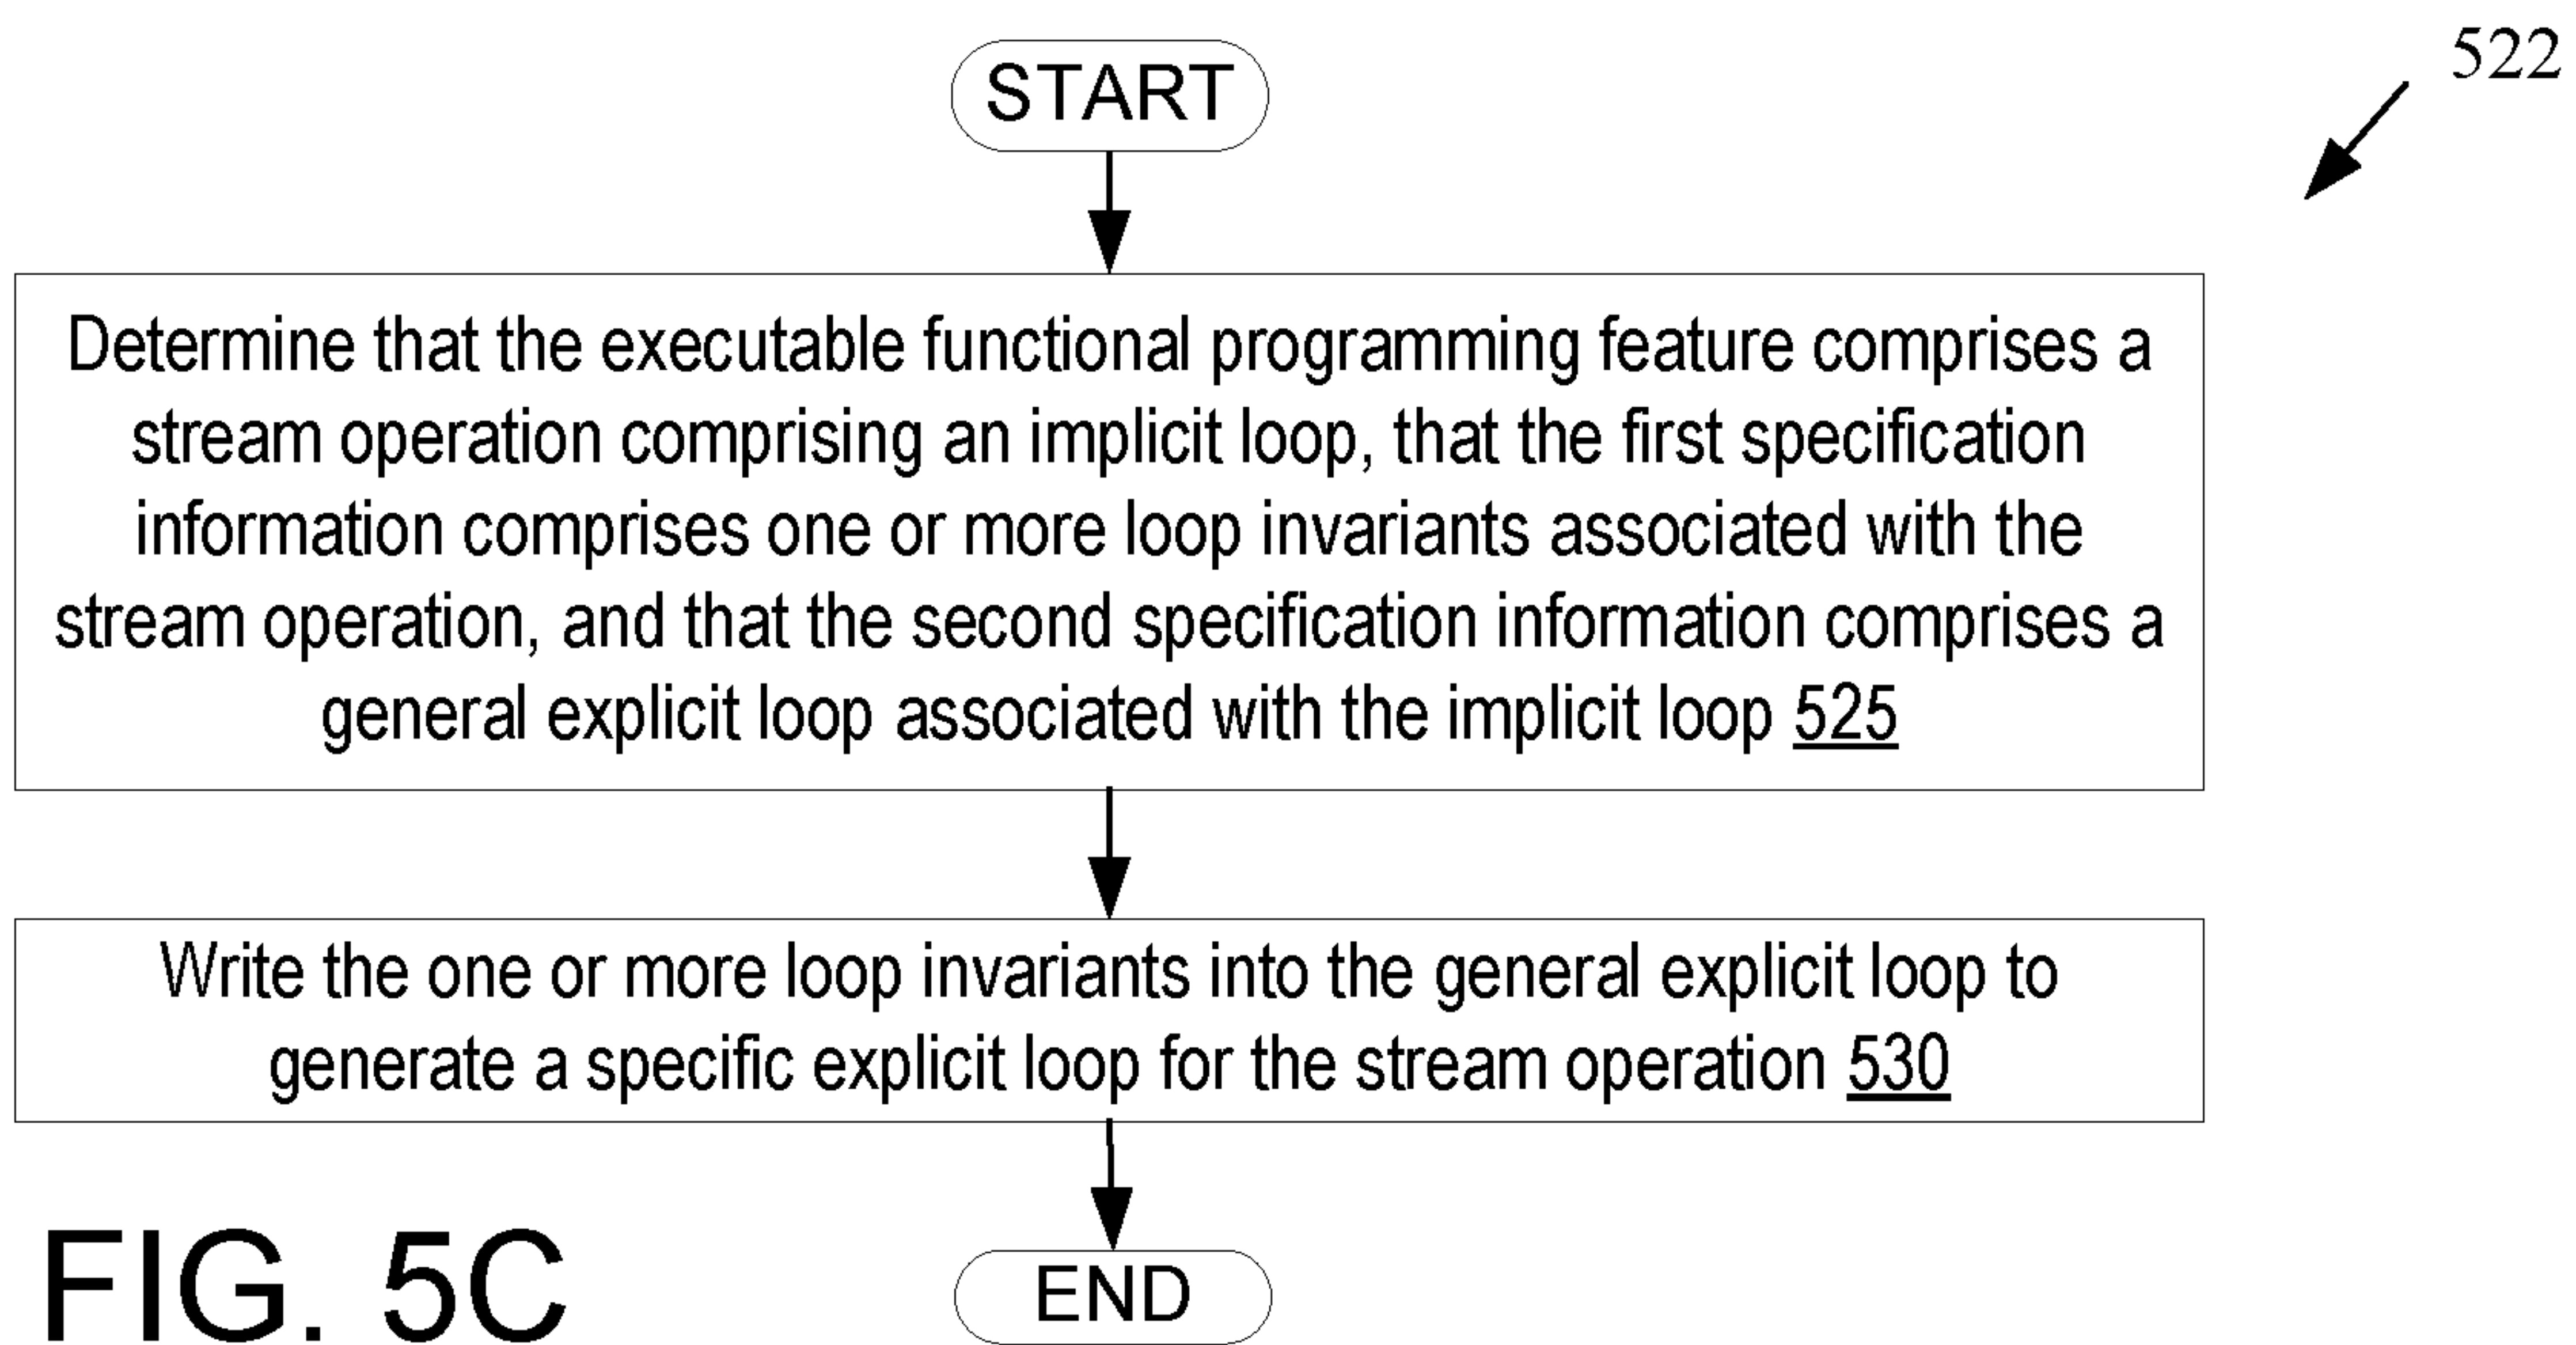 START
522
Determine that the executable functional programming feature comprises a
stream operation comprising an implicit loop, that the first specification
information comprises one or more loop invariants associated with the
stream operation, and that the second specification information comprises a
general explicit loop associated with the implicit loop 525
Write the one or more loop invariants into the general explicit loop to
generate a specific explicit loop for the stream operation 530
FIG. 5C
END